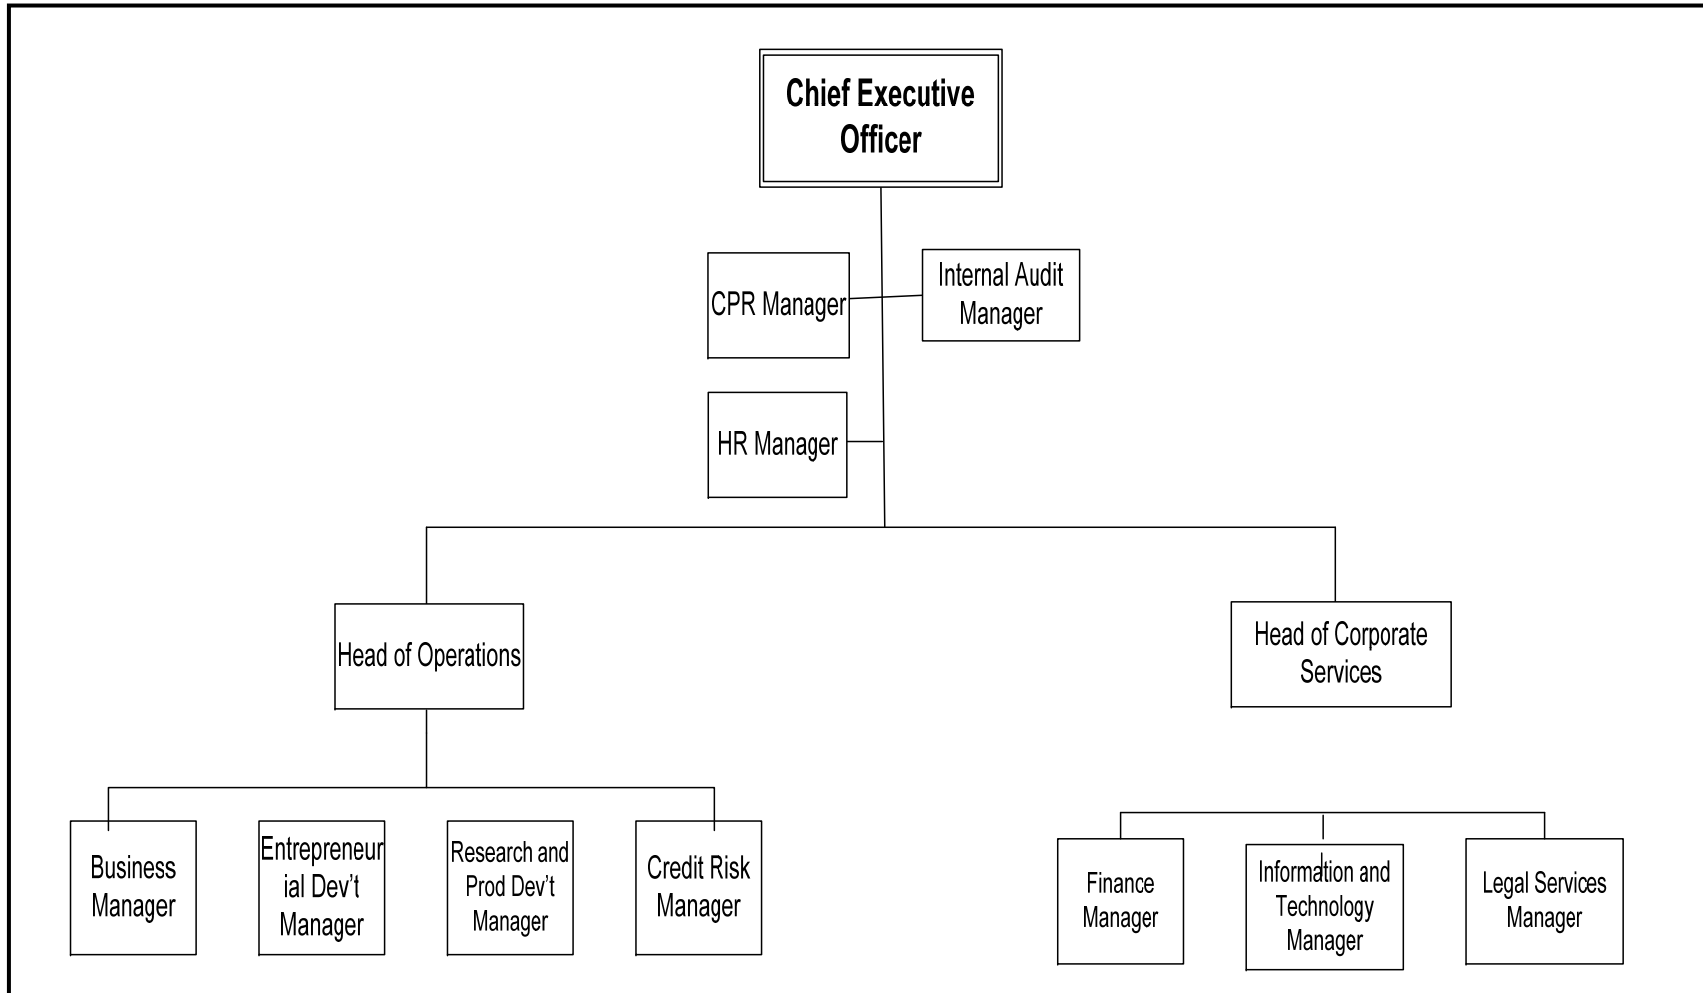 Chief Executive
Officer
CPR Manager
Internal Audit
Manager
HR Manager
Head of Operations
Head of Corporate
Services
Business
Manager
Entrepreneur
ial Dev’t
Manager
Research and
Prod Dev’t
Manager
Credit Risk
Manager
Finance
Manager
Information and
Technology
Manager
Legal Services
Manager